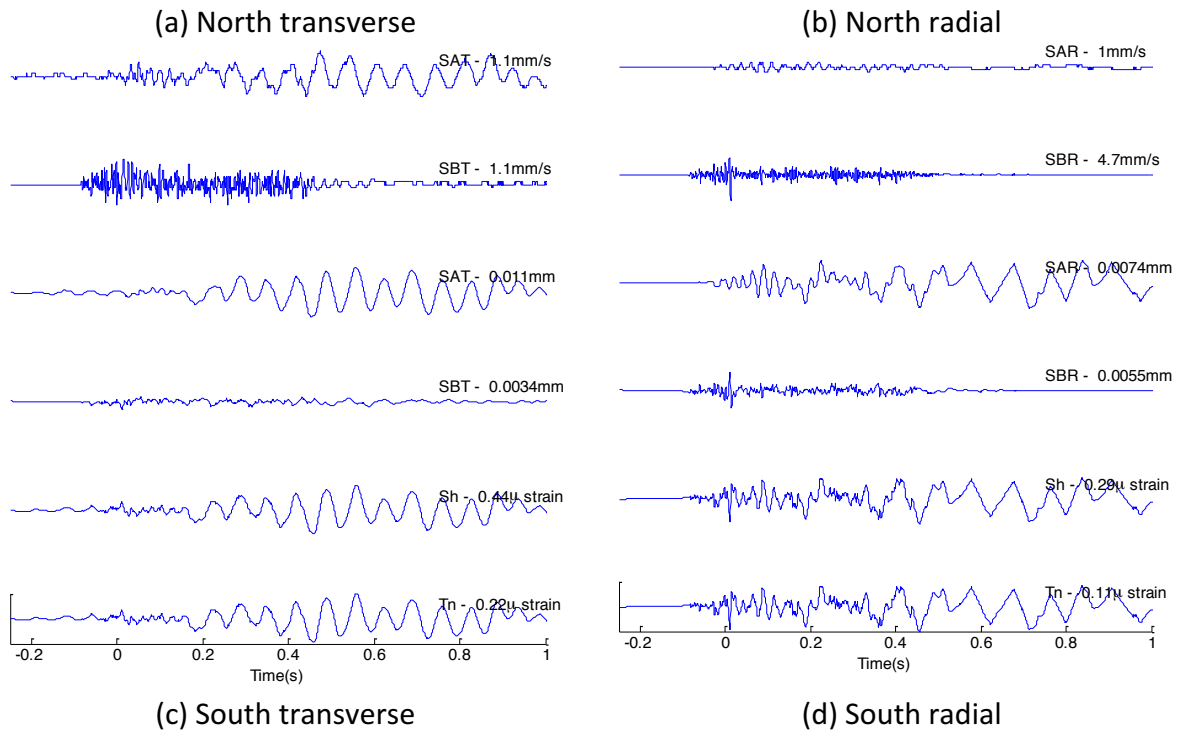 (a) North transverse
SAT - 1.1mm/s
SBT - 1.1mm/s
SAT - 0.011mm
SBT - 0.0034mm
Sh - 0.44μ strain
Tn - 0.22μ strain
-0.2 0 0.2 0.4 0.6 0.8 1
Time(s)
(b) North radial
SAR - 1mm/s
SBR - 4.7mm/s
SAR - 0.0074mm
SBR - 0.0055mm
Sh - 0.29μ strain
Tn - 0.11μ strain
-0.2 0 0.2 0.4 0.6 0.8 1
Time(s)
(c) South transverse
(d) South radial